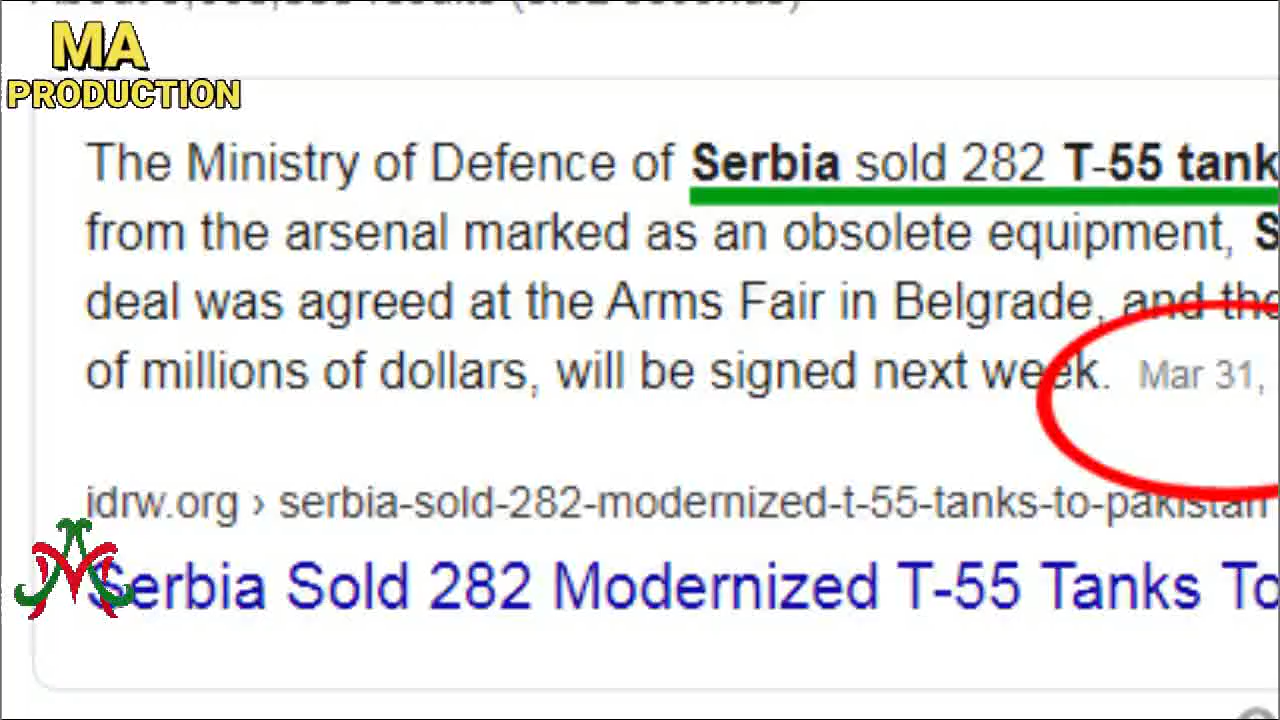 MA
PRODUCTION
The Ministry of Defence of Serbia sold 282 T-55 tank
from the arsenal marked as an obsolete equipment, S
deal was agreed at the Arms Fair in Belgrade, and the
of millions of dollars, will be signed next week. Mar 31,
idrw.org › serbia-sold-282-modernized-t-55-tanks-to-pakistan
Serbia Sold 282 Modernized T-55 Tanks To